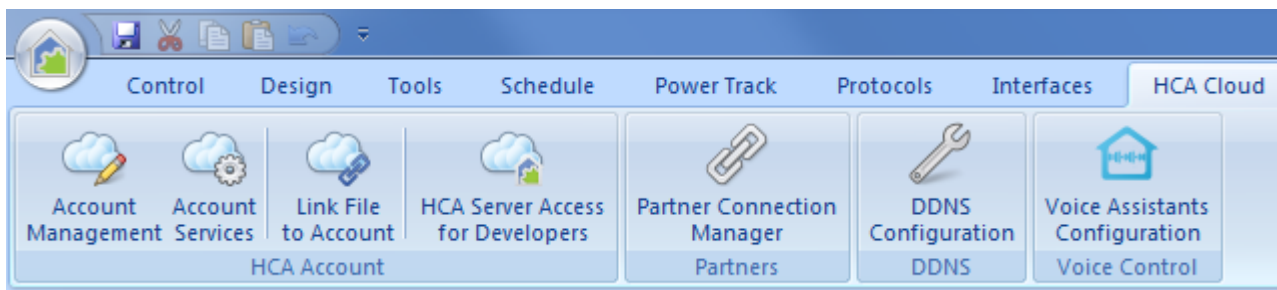 Control Design Tools Schedule Power Track Protocols Interfaces HCA Cloud
Account Account Link File HCA Server Access Partner Connection DDNS Voice Assistants
Management Services to Account for Developers Manager Configuration Configuration
HCA Account Partners DDNS Voice Control